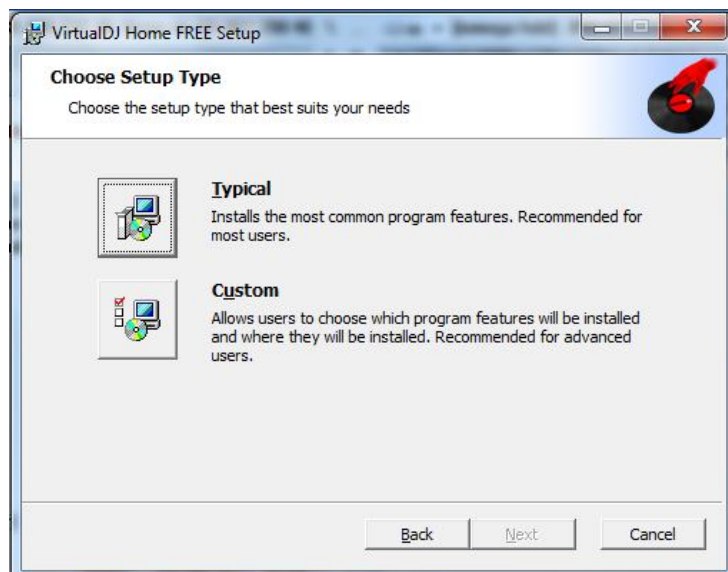 VirtualDJ Home FREE Setup
Choose Setup Type
Choose the setup type that best suits your needs
Typical
Installs the most common program features. Recommended for
most users.
Custom
Allows users to choose which program features will be installed
and where they will be installed. Recommended for advanced
users.
Back
Next
Cancel